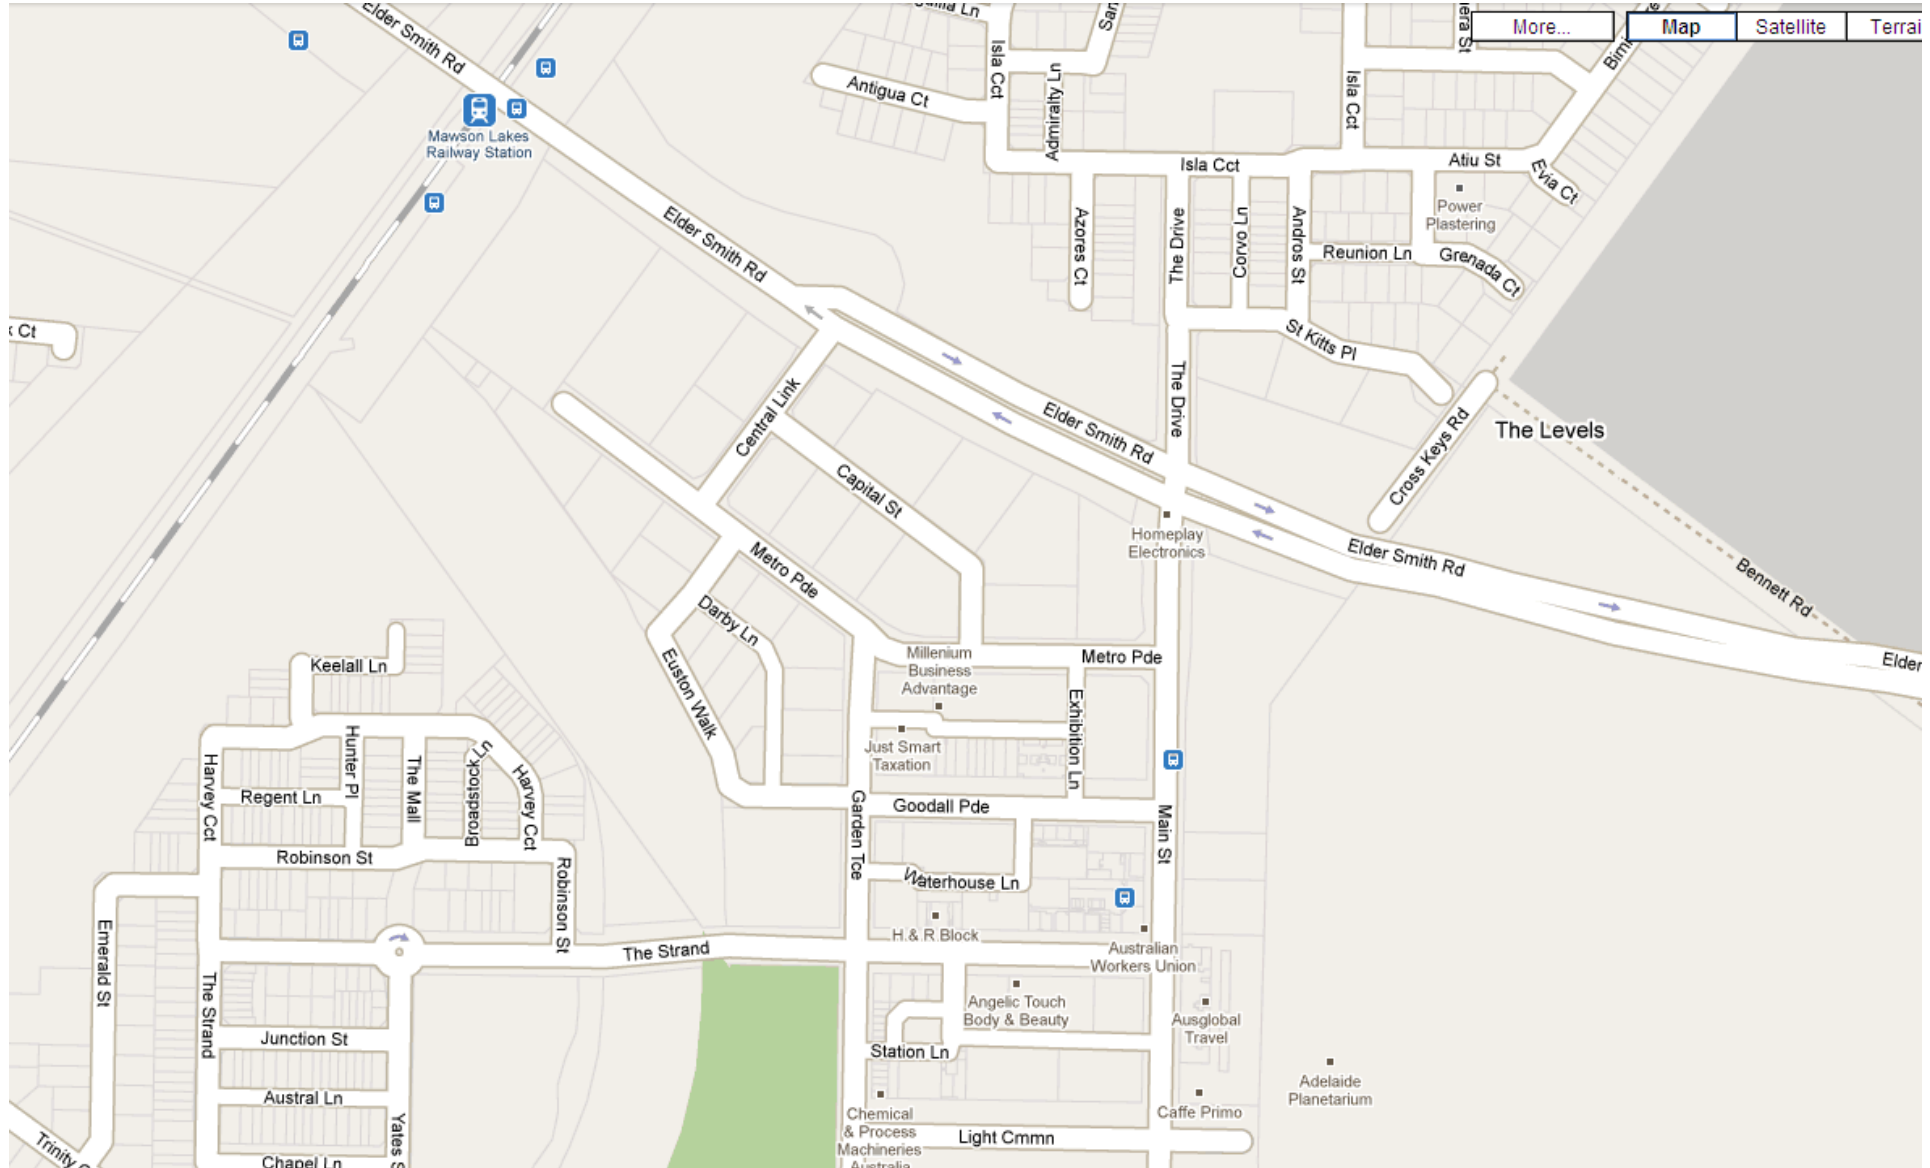 Elder Smith Rd
More...
Map
Satellite
Isla Cct
Antigua Ct
Admiralty Ln
Isla Cct
Mawson Lakes
Railway Station
Isla Cct
Atiu St
Evia Ct
Power
Plastering
Elder Smith Rd
Azores Ct
The Drive
Corvo Ln
Andros St
Reunion Ln
Grenada Ct
Ct
St Kitts Pl
Central Link
The Drive
Elder Smith Rd
Cross Keys Rd
The Levels
Capital St
Homeplay
Electronics
Elder Smith Rd
Bennett Rd
Metro Pde
Darby Ln
Euston Walk
Millenium
Business
Advantage
Metro Pde
Elder
Keelall Ln
Exhibition Ln
Just Smart
Taxation
Harvey Cct
Hunter Pl
The Mall
Broadstock Ln
Harvey Cct
Regent Ln
Goodall Pde
Garden Tce
Main St
Robinson St
Robinson St
Waterhouse Ln
H & R Block
Emerald St
The Strand
Australian
Workers Union
The Strand
Angelic Touch
Body & Beauty
Ausglobal
Travel
Junction St
Station Ln
Adelaide
Planetarium
Austral Ln
Caffe Primo
Yates S
Chemical
& Process
Machineries
Australia
Light Cmmn
Trinity
Chapel Ln